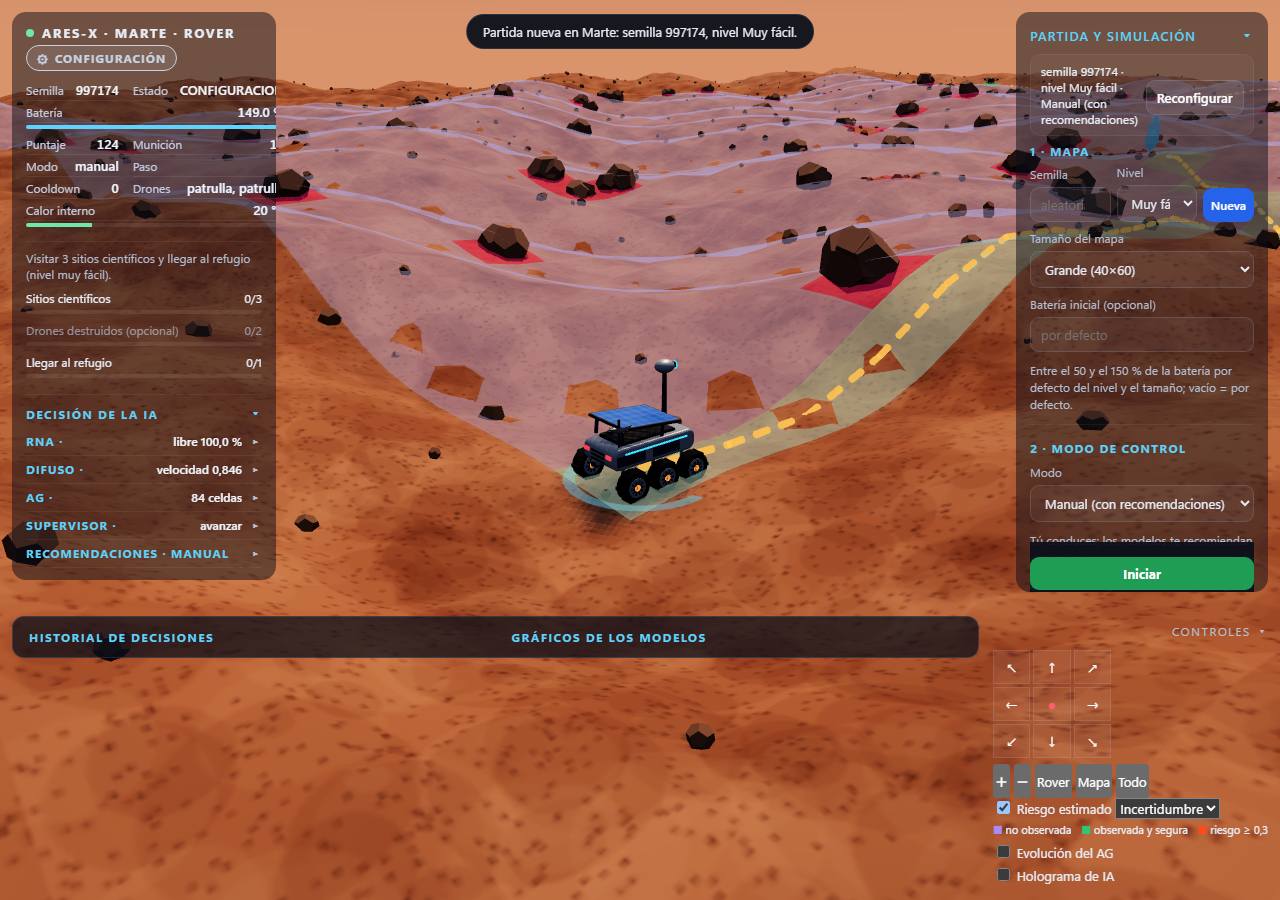 ARES-X · MARTE · ROVER
CONFIGURACIÓN
Semilla 997174 Estado
Batería 149.0
Puntaje 124 Munición
Modo manual Paso
Cooldown 0 Drones patrulla,
Calor interno 20
Visitar 3 sitios científicos y llegar al refugio
(nivel muy fácil).
Sitios científicos 0/3
Drones destruidos (opcional) 0/2
Llegar al refugio 0/1
DECISIÓN DE LA IA
RNA · libre 100,0 %
DIFUSO · velocidad 0,846
AG · 84 celdas
SUPERVISOR · avanzar
RECOMENDACIONES · MANUAL
Partida nueva en Marte: semilla 997174, nivel Muy fácil.
PARTIDA Y SIMULACIÓN
semilla 997174 ·
nivel Muy fácil ·
Manual (con
recomendaciones)
Reconfigurar
1 · MAPA
Semilla Nivel
Muy fá Nueva
Tamaño del mapa
Grande (40×60)
Batería inicial (opcional)
por defecto
Entre el 50 y el 150 % de la batería por
defecto del nivel y el tamaño; vacío = por
defecto.
2 · MODO DE CONTROL
Modo
Manual (con recomendaciones)
Tú conduces: los modelos te recomiendan
Iniciar
HISTORIAL DE DECISIONES
GRÁFICOS DE LOS MODELOS
CONTROLES
↖ ↑ ↗
← ● →
↙ ↓ ↘
+ − Rover Mapa Todo
Riesgo estimado Incertidumbre
no observada observada y segura riesgo ≥ 0,3
Evolución del AG
Holograma de IA